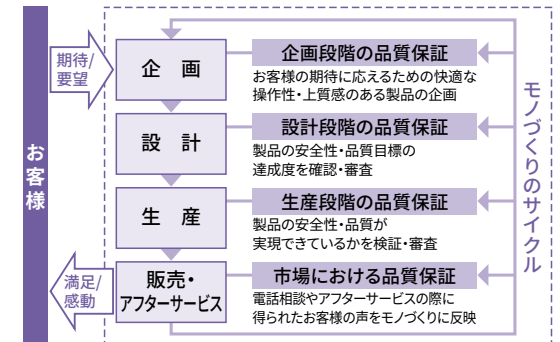 お客様
期待/
要望
企　画
企画段階の品質保証
お客様の期待に応えるための快適な
操作性・上質感のある製品の企画
設　計
設計段階の品質保証
製品の安全性・品質目標の
達成度を確認・審査
生　産
生産段階の品質保証
製品の安全性・品質が
実現できているかを検証・審査
満足/
感動
販売・
アフターサービス
市場における品質保証
電話相談やアフターサービスの際に
得られたお客様の声をモノづくりに反映
モノづくりのサイクル